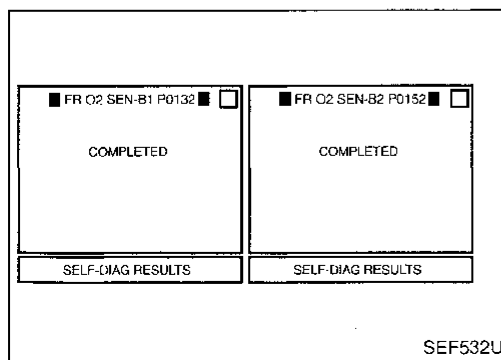 FR O2 SEN-B1 P0132
FR O2 SEN-B2 P0152
COMPLETED
COMPLETED
SELF-DIAG RESULTS
SELF-DIAG RESULTS
SEF532U